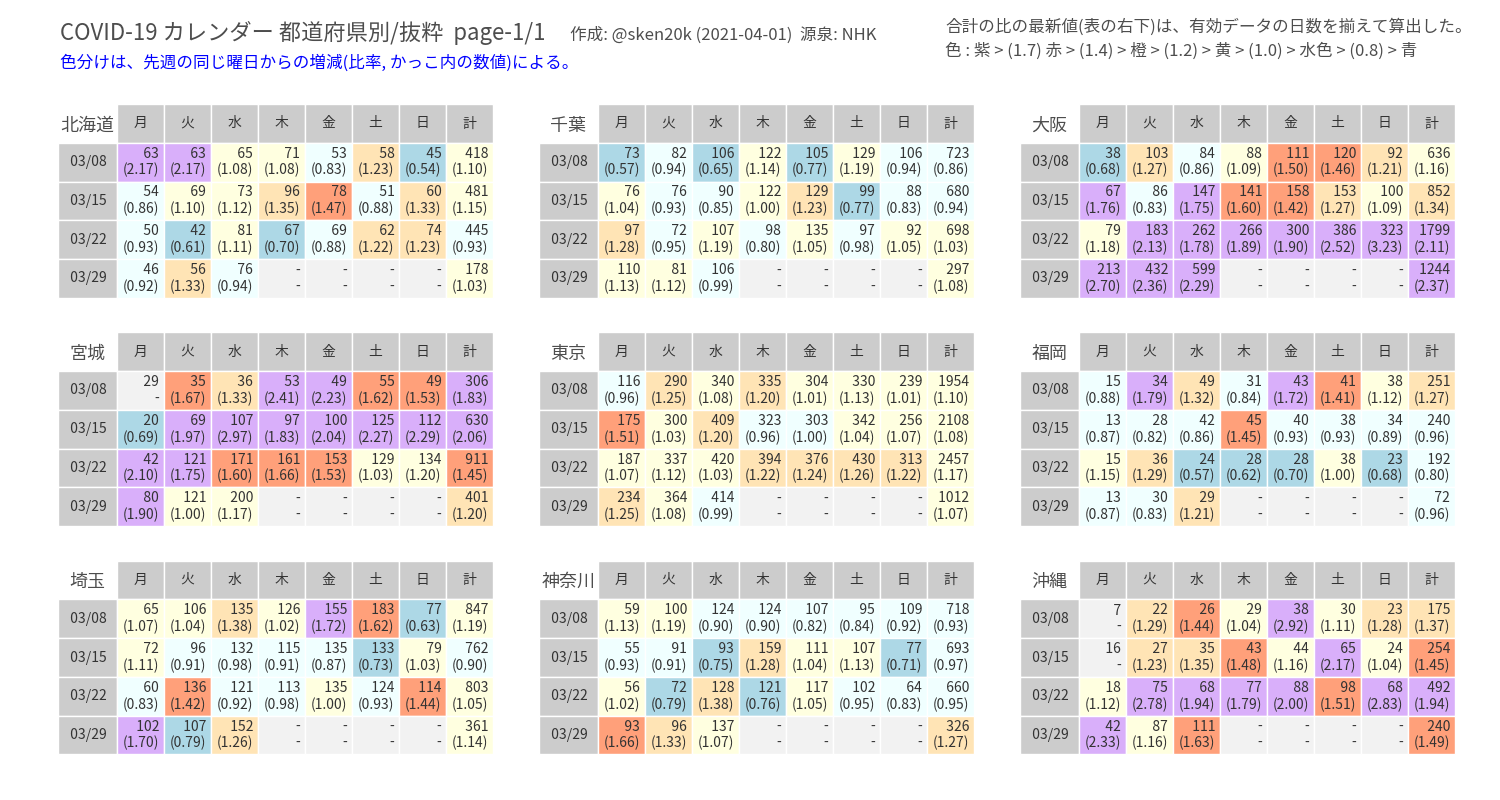 COVID-19 カレンダー 都道府県別/抜粋 page-1/1
作成: @sken20k (2021-04-01) 源泉: NHK
合計の比の最新値(表の右下)は、有効データの日数を揃えて算出した。
色分けは、先週の同じ曜日からの増減(比率, かっこ内の数値)による。
色 : 紫 > (1.7) 赤 > (1.4) > 橙 > (1.2) > 黄 > (1.0) > 水色 > (0.8) > 青
北海道 月 火 水 木 金 土 日 計
03/08 63 63 65 71 53 58 45 418
(2.17) (2.17) (1.08) (1.08) (0.83) (1.23) (0.54) (1.10)
03/15 54 69 73 96 78 51 60 481
(0.86) (1.10) (1.12) (1.35) (1.47) (0.88) (1.33) (1.15)
03/22 50 42 81 67 69 62 74 445
(0.93) (0.61) (1.11) (0.70) (0.88) (1.22) (1.23) (0.93)
03/29 46 56 76 - - - - 178
(0.92) (1.33) (0.94) - - - - (1.03)
千葉 月 火 水 木 金 土 日 計
03/08 73 82 106 122 105 129 106 723
(0.57) (0.94) (0.65) (1.14) (0.77) (1.19) (0.94) (0.86)
03/15 76 76 90 122 129 99 88 680
(1.04) (0.93) (0.85) (1.00) (1.23) (0.77) (0.83) (0.94)
03/22 97 72 107 98 135 97 92 698
(1.28) (0.95) (1.19) (0.80) (1.05) (0.98) (1.05) (1.03)
03/29 110 81 106 - - - - 297
(1.13) (1.12) (0.99) - - - - (1.08)
大阪 月 火 水 木 金 土 日 計
03/08 38 103 84 88 111 120 92 636
(0.68) (1.27) (0.86) (1.09) (1.50) (1.46) (1.21) (1.16)
03/15 67 86 147 141 158 153 100 852
(1.76) (0.83) (1.75) (1.60) (1.42) (1.27) (1.09) (1.34)
03/22 79 183 262 266 300 386 323 1799
(1.18) (2.13) (1.78) (1.89) (1.90) (2.52) (3.23) (2.11)
03/29 213 432 599 - - - - 1244
(2.70) (2.36) (2.29) - - - - (2.37)
宮城 月 火 水 木 金 土 日 計
03/08 29 35 36 53 49 55 49 306
- (1.67) (1.33) (2.41) (2.23) (1.62) (1.53) (1.83)
03/15 20 69 107 97 100 125 112 630
(0.69) (1.97) (2.97) (1.83) (2.04) (2.27) (2.29) (2.06)
03/22 42 121 171 161 153 129 134 911
(2.10) (1.75) (1.60) (1.66) (1.53) (1.03) (1.20) (1.45)
03/29 80 121 200 - - - - 401
(1.90) (1.00) (1.17) - - - - (1.20)
東京 月 火 水 木 金 土 日 計
03/08 116 290 340 335 304 330 239 1954
(0.96) (1.25) (1.08) (1.20) (1.01) (1.13) (1.01) (1.10)
03/15 175 300 409 323 303 342 256 2108
(1.51) (1.03) (1.20) (0.96) (1.00) (1.04) (1.07) (1.08)
03/22 187 337 420 394 376 430 313 2457
(1.07) (1.12) (1.03) (1.22) (1.24) (1.26) (1.22) (1.17)
03/29 234 364 414 - - - - 1012
(1.25) (1.08) (0.99) - - - - (1.07)
福岡 月 火 水 木 金 土 日 計
03/08 15 34 49 31 43 41 38 251
(0.88) (1.79) (1.32) (0.84) (1.72) (1.41) (1.12) (1.27)
03/15 13 28 42 45 40 38 34 240
(0.87) (0.82) (0.86) (1.45) (0.93) (0.93) (0.89) (0.96)
03/22 15 36 24 28 28 38 23 192
(1.15) (1.29) (0.57) (0.62) (0.70) (1.00) (0.68) (0.80)
03/29 13 30 29 - - - - 72
(0.87) (0.83) (1.21) - - - - (0.96)
埼玉 月 火 水 木 金 土 日 計
03/08 65 106 135 126 155 183 77 847
(1.07) (1.04) (1.38) (1.02) (1.72) (1.62) (0.63) (1.19)
03/15 72 96 132 115 135 133 79 762
(1.11) (0.91) (0.98) (0.91) (0.87) (0.73) (1.03) (0.90)
03/22 60 136 121 113 135 124 114 803
(0.83) (1.42) (0.92) (0.98) (1.00) (0.93) (1.44) (1.05)
03/29 102 107 152 - - - - 361
(1.70) (0.79) (1.26) - - - - (1.14)
神奈川 月 火 水 木 金 土 日 計
03/08 59 100 124 124 107 95 109 718
(1.13) (1.19) (0.90) (0.90) (0.82) (0.84) (0.92) (0.93)
03/15 55 91 93 159 111 107 77 693
(0.93) (0.91) (0.75) (1.28) (1.04) (1.13) (0.71) (0.97)
03/22 56 72 128 121 117 102 64 660
(1.02) (0.79) (1.38) (0.76) (1.05) (0.95) (0.83) (0.95)
03/29 93 96 137 - - - - 326
(1.66) (1.33) (1.07) - - - - (1.27)
沖縄 月 火 水 木 金 土 日 計
03/08 7 22 26 29 38 30 23 175
- (1.29) (1.44) (1.04) (2.92) (1.11) (1.28) (1.37)
03/15 16 27 35 43 44 65 24 254
- (1.23) (1.35) (1.48) (1.16) (2.17) (1.04) (1.45)
03/22 18 75 68 77 88 98 68 492
(1.12) (2.78) (1.94) (1.79) (2.00) (1.51) (2.83) (1.94)
03/29 42 87 111 - - - - 240
(2.33) (1.16) (1.63) - - - - (1.49)